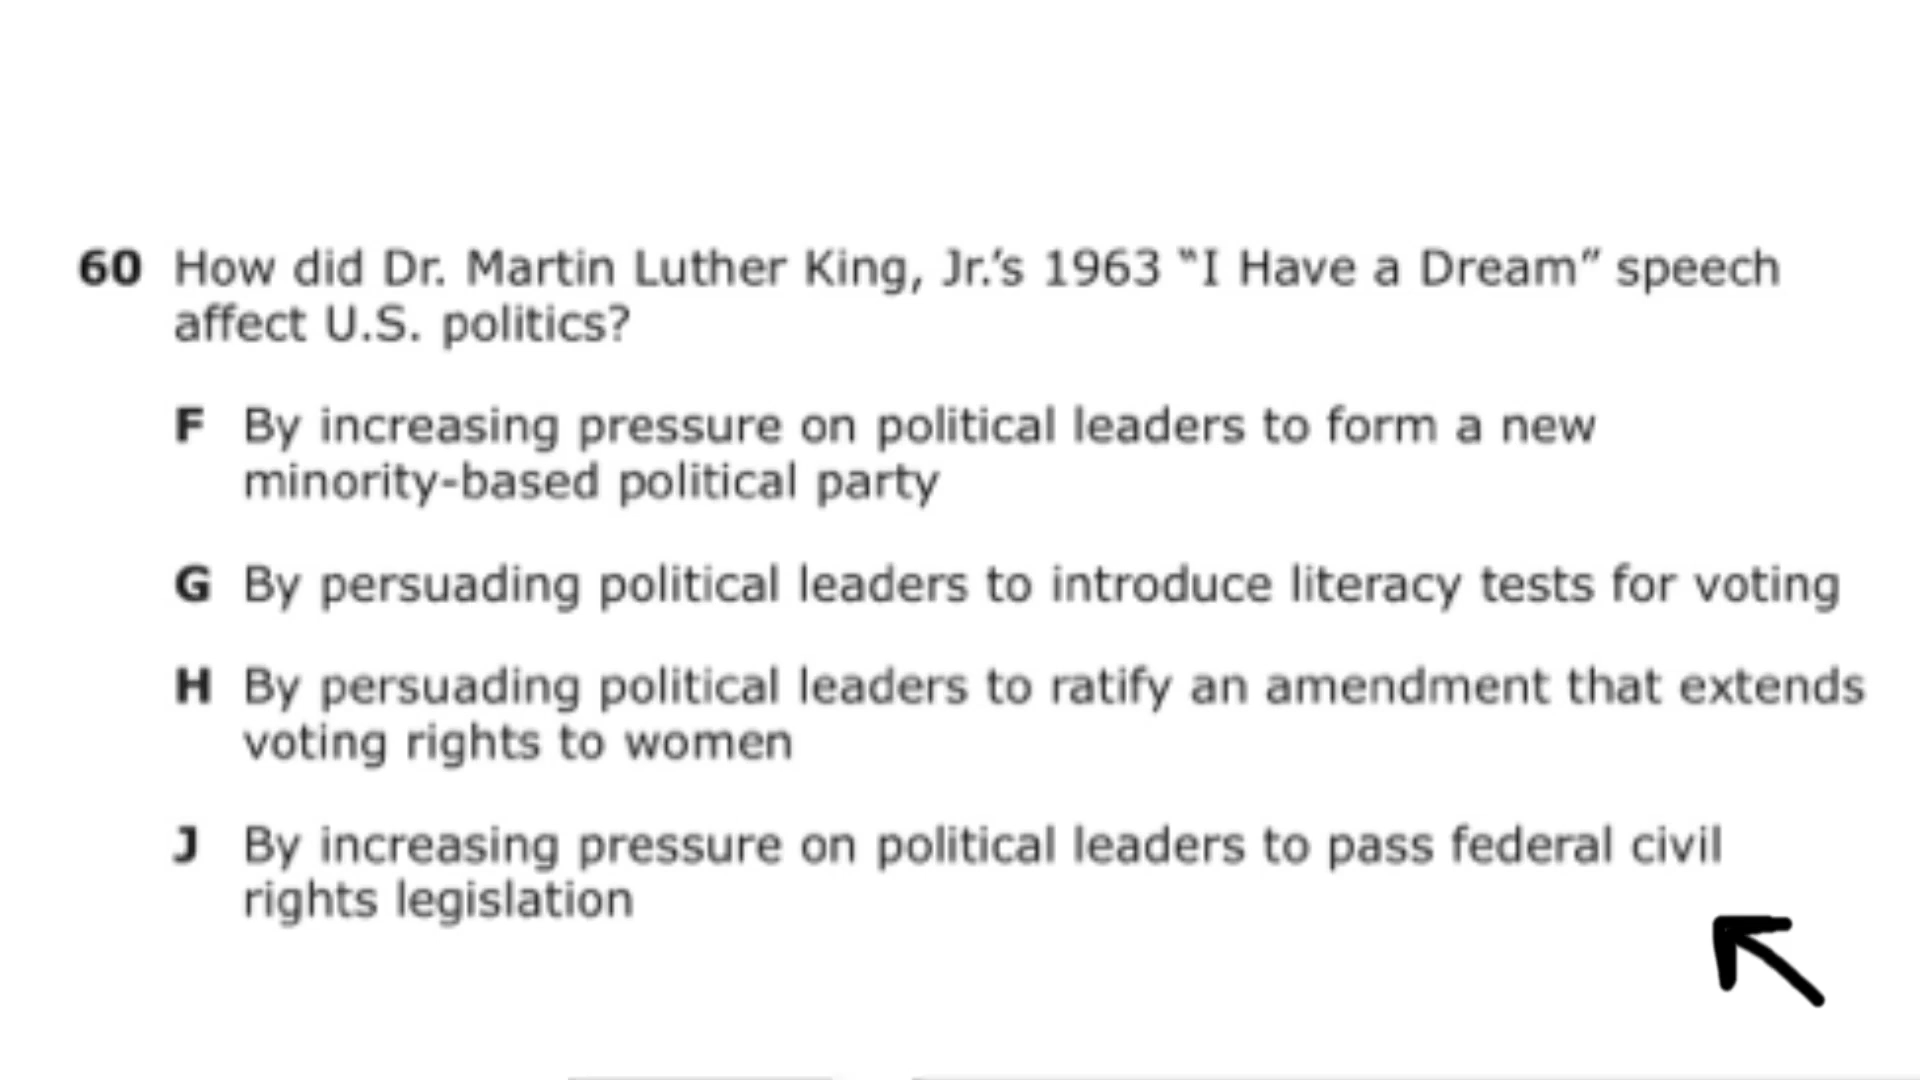 60 How did Dr. Martin Luther King, Jr.’s 1963 “I Have a Dream” speech
affect U.S. politics?
F By increasing pressure on political leaders to form a new
minority-based political party
G By persuading political leaders to introduce literacy tests for voting
H By persuading political leaders to ratify an amendment that extends
voting rights to women
J By increasing pressure on political leaders to pass federal civil
rights legislation